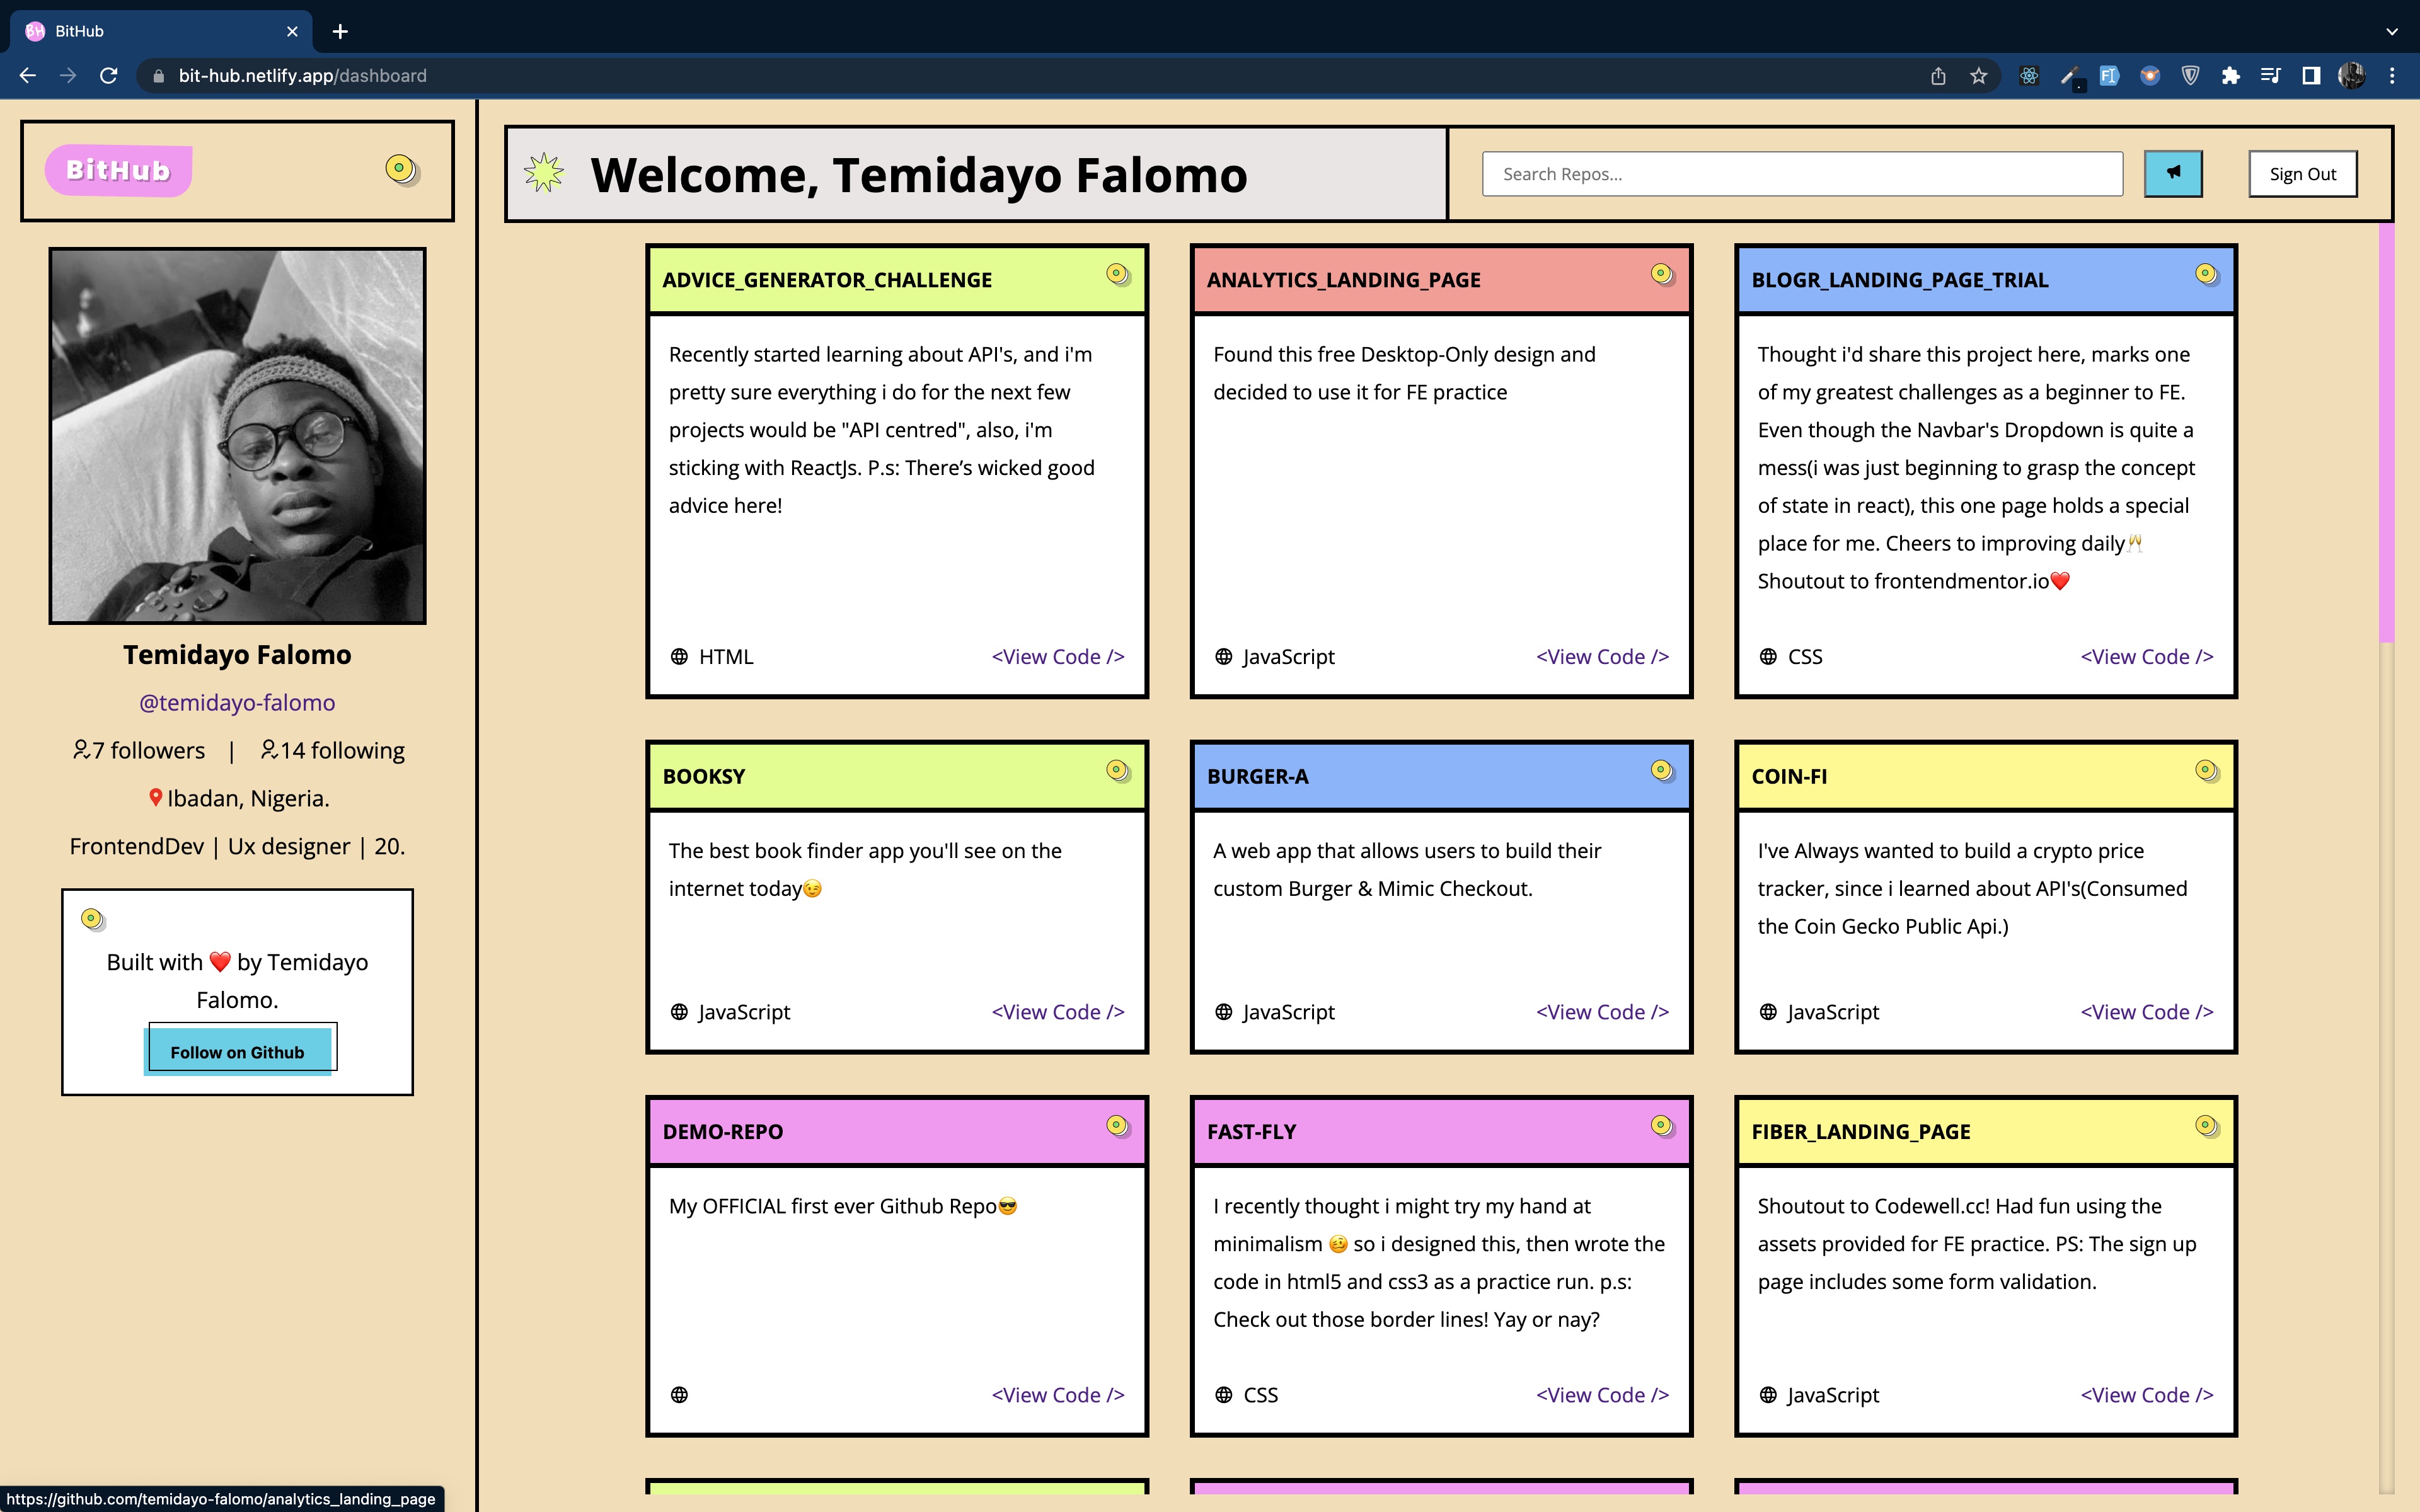 BitHub
bit-hub.netlify.app/dashboard
BitHub
Temidayo Falomo
@temidayo-falomo
7 followers | 14 following
Ibadan, Nigeria.
FrontendDev | Ux designer | 20.
Built with ❤️ by Temidayo
Falomo.
Follow on Github
Welcome, Temidayo Falomo
Search Repos...
Sign Out
ADVICE_GENERATOR_CHALLENGE
Recently started learning about API's, and i'm
pretty sure everything i do for the next few
projects would be "API centred", also, i'm
sticking with ReactJs. P.s: There’s wicked good
advice here!
HTML
<View Code />
ANALYTICS_LANDING_PAGE
Found this free Desktop-Only design and
decided to use it for FE practice
JavaScript
<View Code />
BLOGR_LANDING_PAGE_TRIAL
Thought i'd share this project here, marks one
of my greatest challenges as a beginner to FE.
Even though the Navbar's Dropdown is quite a
mess(i was just beginning to grasp the concept
of state in react), this one page holds a special
place for me. Cheers to improving daily🥂
Shoutout to frontendmentor.io❤️
CSS
<View Code />
BOOKSY
The best book finder app you'll see on the
internet today😉
JavaScript
<View Code />
BURGER-A
A web app that allows users to build their
custom Burger & Mimic Checkout.
JavaScript
<View Code />
COIN-FI
I've Always wanted to build a crypto price
tracker, since i learned about API's(Consumed
the Coin Gecko Public Api.)
JavaScript
<View Code />
DEMO-REPO
My OFFICIAL first ever Github Repo😎
<View Code />
FAST-FLY
I recently thought i might try my hand at
minimalism 🥴 so i designed this, then wrote the
code in html5 and css3 as a practice run. p.s:
Check out those border lines! Yay or nay?
CSS
<View Code />
FIBER_LANDING_PAGE
Shoutout to Codewell.cc! Had fun using the
assets provided for FE practice. PS: The sign up
page includes some form validation.
JavaScript
<View Code />
https://github.com/temidayo-falomo/analytics_landing_page